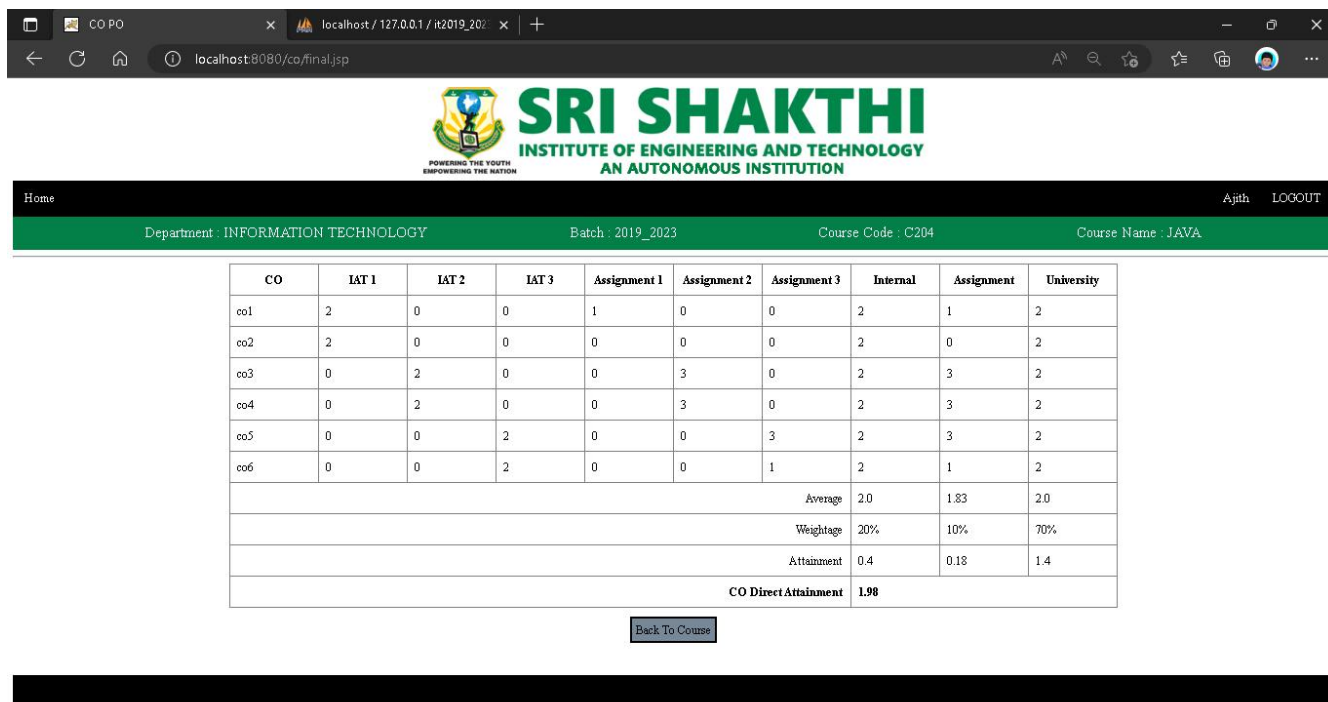 CO PO
localhost / 127.0.0.1 / it2019_202
localhost:8080/co/final.jsp
SRI SHAKTHI
INSTITUTE OF ENGINEERING AND TECHNOLOGY
AN AUTONOMOUS INSTITUTION
POWERING THE YOUTH
EMPOWERING THE NATION
Home Ajith LOGOUT
Department : INFORMATION TECHNOLOGY Batch : 2019_2023 Course Code : C204 Course Name : JAVA
CO IAT 1 IAT 2 IAT 3 Assignment 1 Assignment 2 Assignment 3 Internal Assignment University
co1 2 0 0 1 0 0 2 1 2
co2 2 0 0 0 0 0 2 0 2
co3 0 2 0 0 3 0 2 3 2
co4 0 2 0 0 3 0 2 3 2
co5 0 0 2 0 0 3 2 3 2
co6 0 0 2 0 0 1 2 1 2
Average 2.0 1.83 2.0
Weightage 20% 10% 70%
Attainment 0.4 0.18 1.4
CO Direct Attainment 1.98
Back To Course